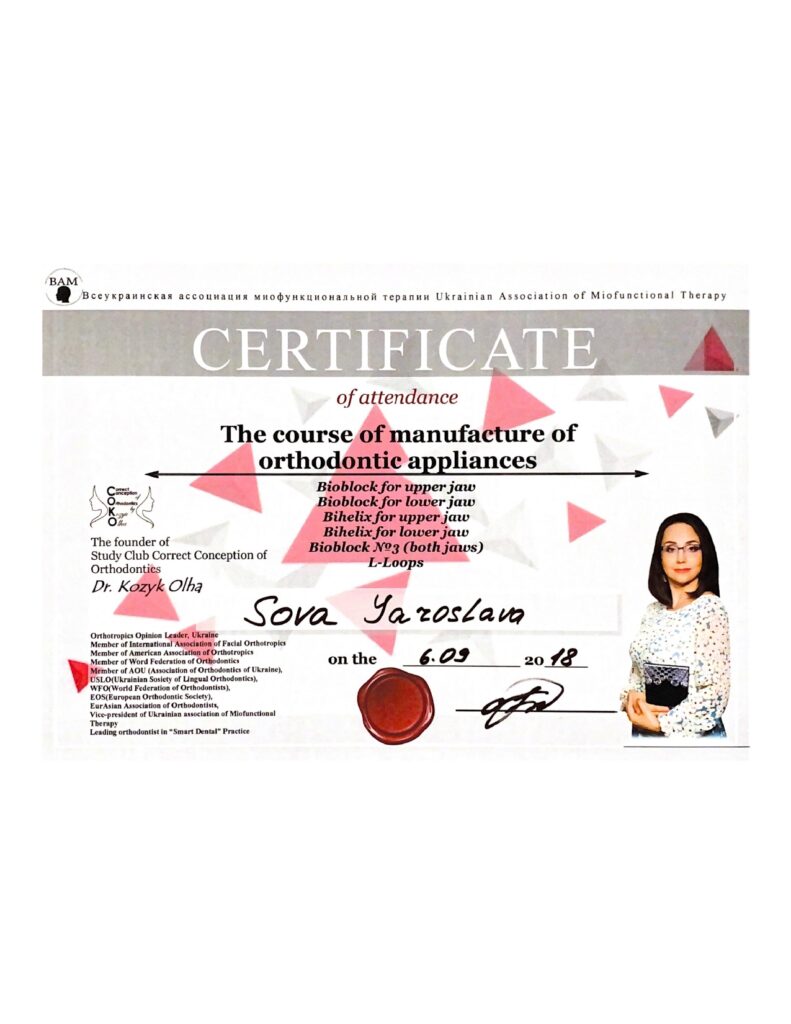 BAM
Всеукраинская ассоциация миофункциональной терапии Ukrainian Association of Miofunctional Therapy
CERTIFICATE
of attendance
The course of manufacture of
orthodontic appliances
Bioblock for upper jaw
Bioblock for lower jaw
Bihelix for upper jaw
Bihelix for lower jaw
Bioblock №3 (both jaws)
L-Loops
Correct
Conception of
Orthodontics by
Kozyk
Olha
The founder of
Study Club Correct Conception of
Orthodontics
Dr. Kozyk Olha
Sova Yaroslava
on the 6.09 2018
Orthotropics Opinion Leader, Ukraine
Member of International Association of Facial Orthotropics
Member of American Association of Orthotropics
Member of Word Federation of Orthodontics
Member of AOU (Association of Orthodontics of Ukraine),
USLO(Ukrainian Sosiety of Lingual Orthodontics),
WFO(World Federation of Orthodontists),
EOS(European Orthodontic Society),
EurAsian Association of Orthodontists,
Vice-president of Ukrainian association of Miofunctional
Therapy
Leading orthodontist in "Smart Dental" Practice